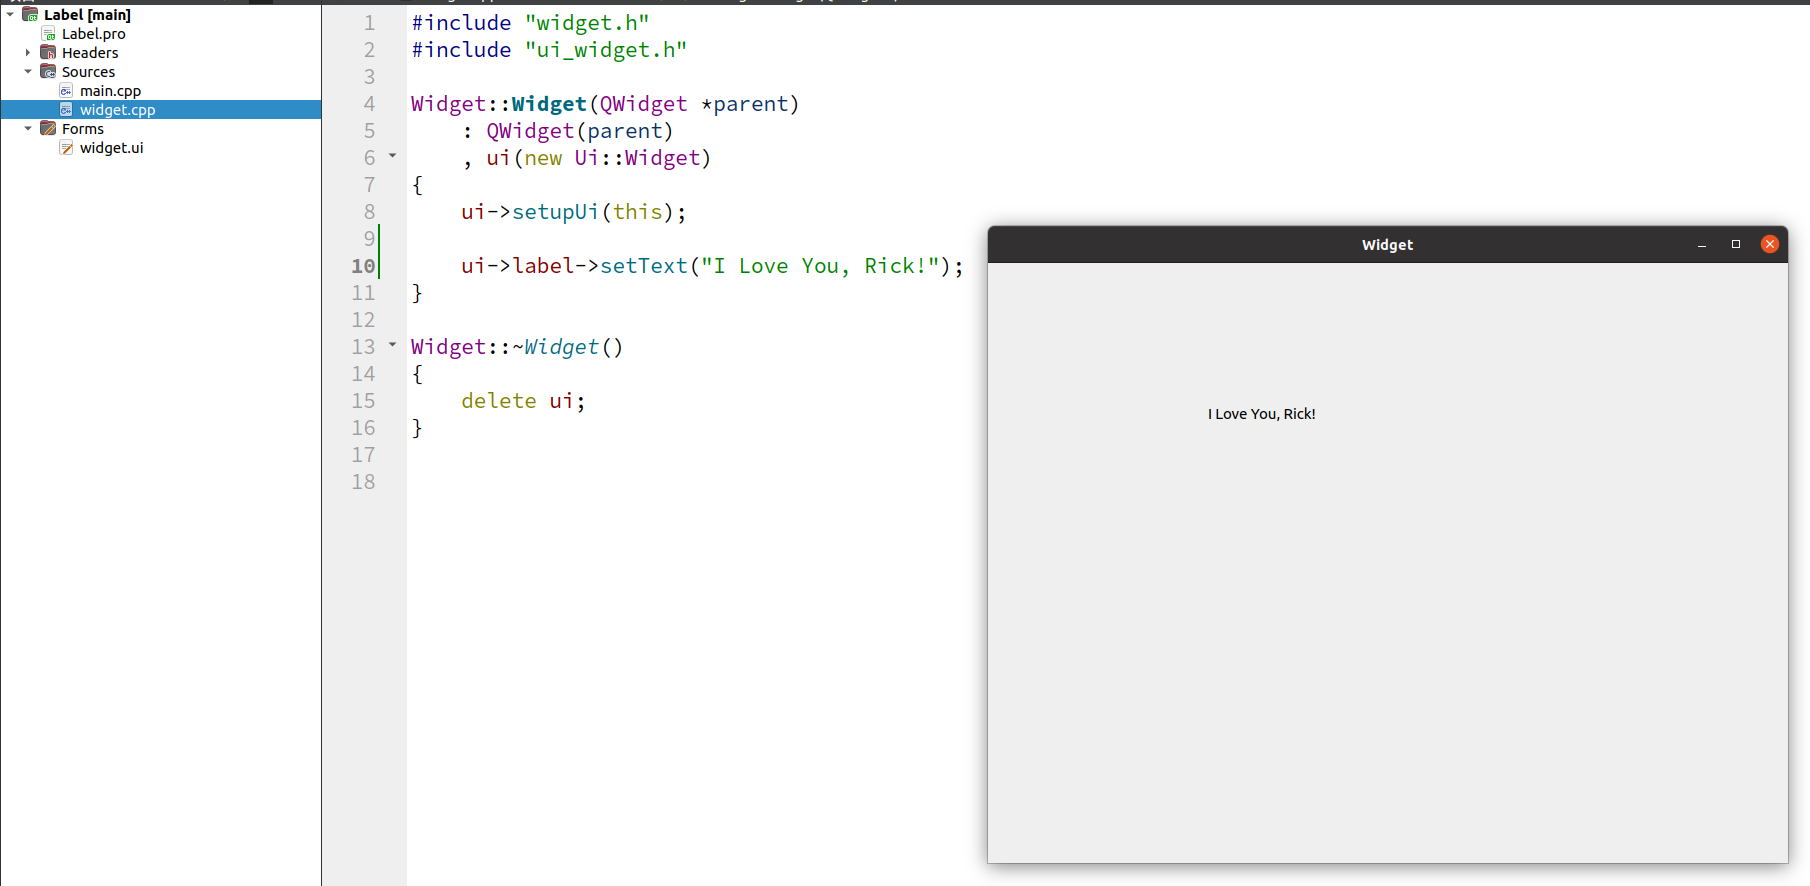 Label [main]
Label.pro
Headers
Sources
main.cpp
widget.cpp
Forms
widget.ui
1 #include "widget.h"
2 #include "ui_widget.h"
3
4 Widget::Widget(QWidget *parent)
5     : QWidget(parent)
6     , ui(new Ui::Widget)
7 {
8     ui->setupUi(this);
9
10     ui->label->setText("I Love You, Rick!");
11 }
12
13 Widget::~Widget()
14 {
15     delete ui;
16 }
17
18
Widget
I Love You, Rick!